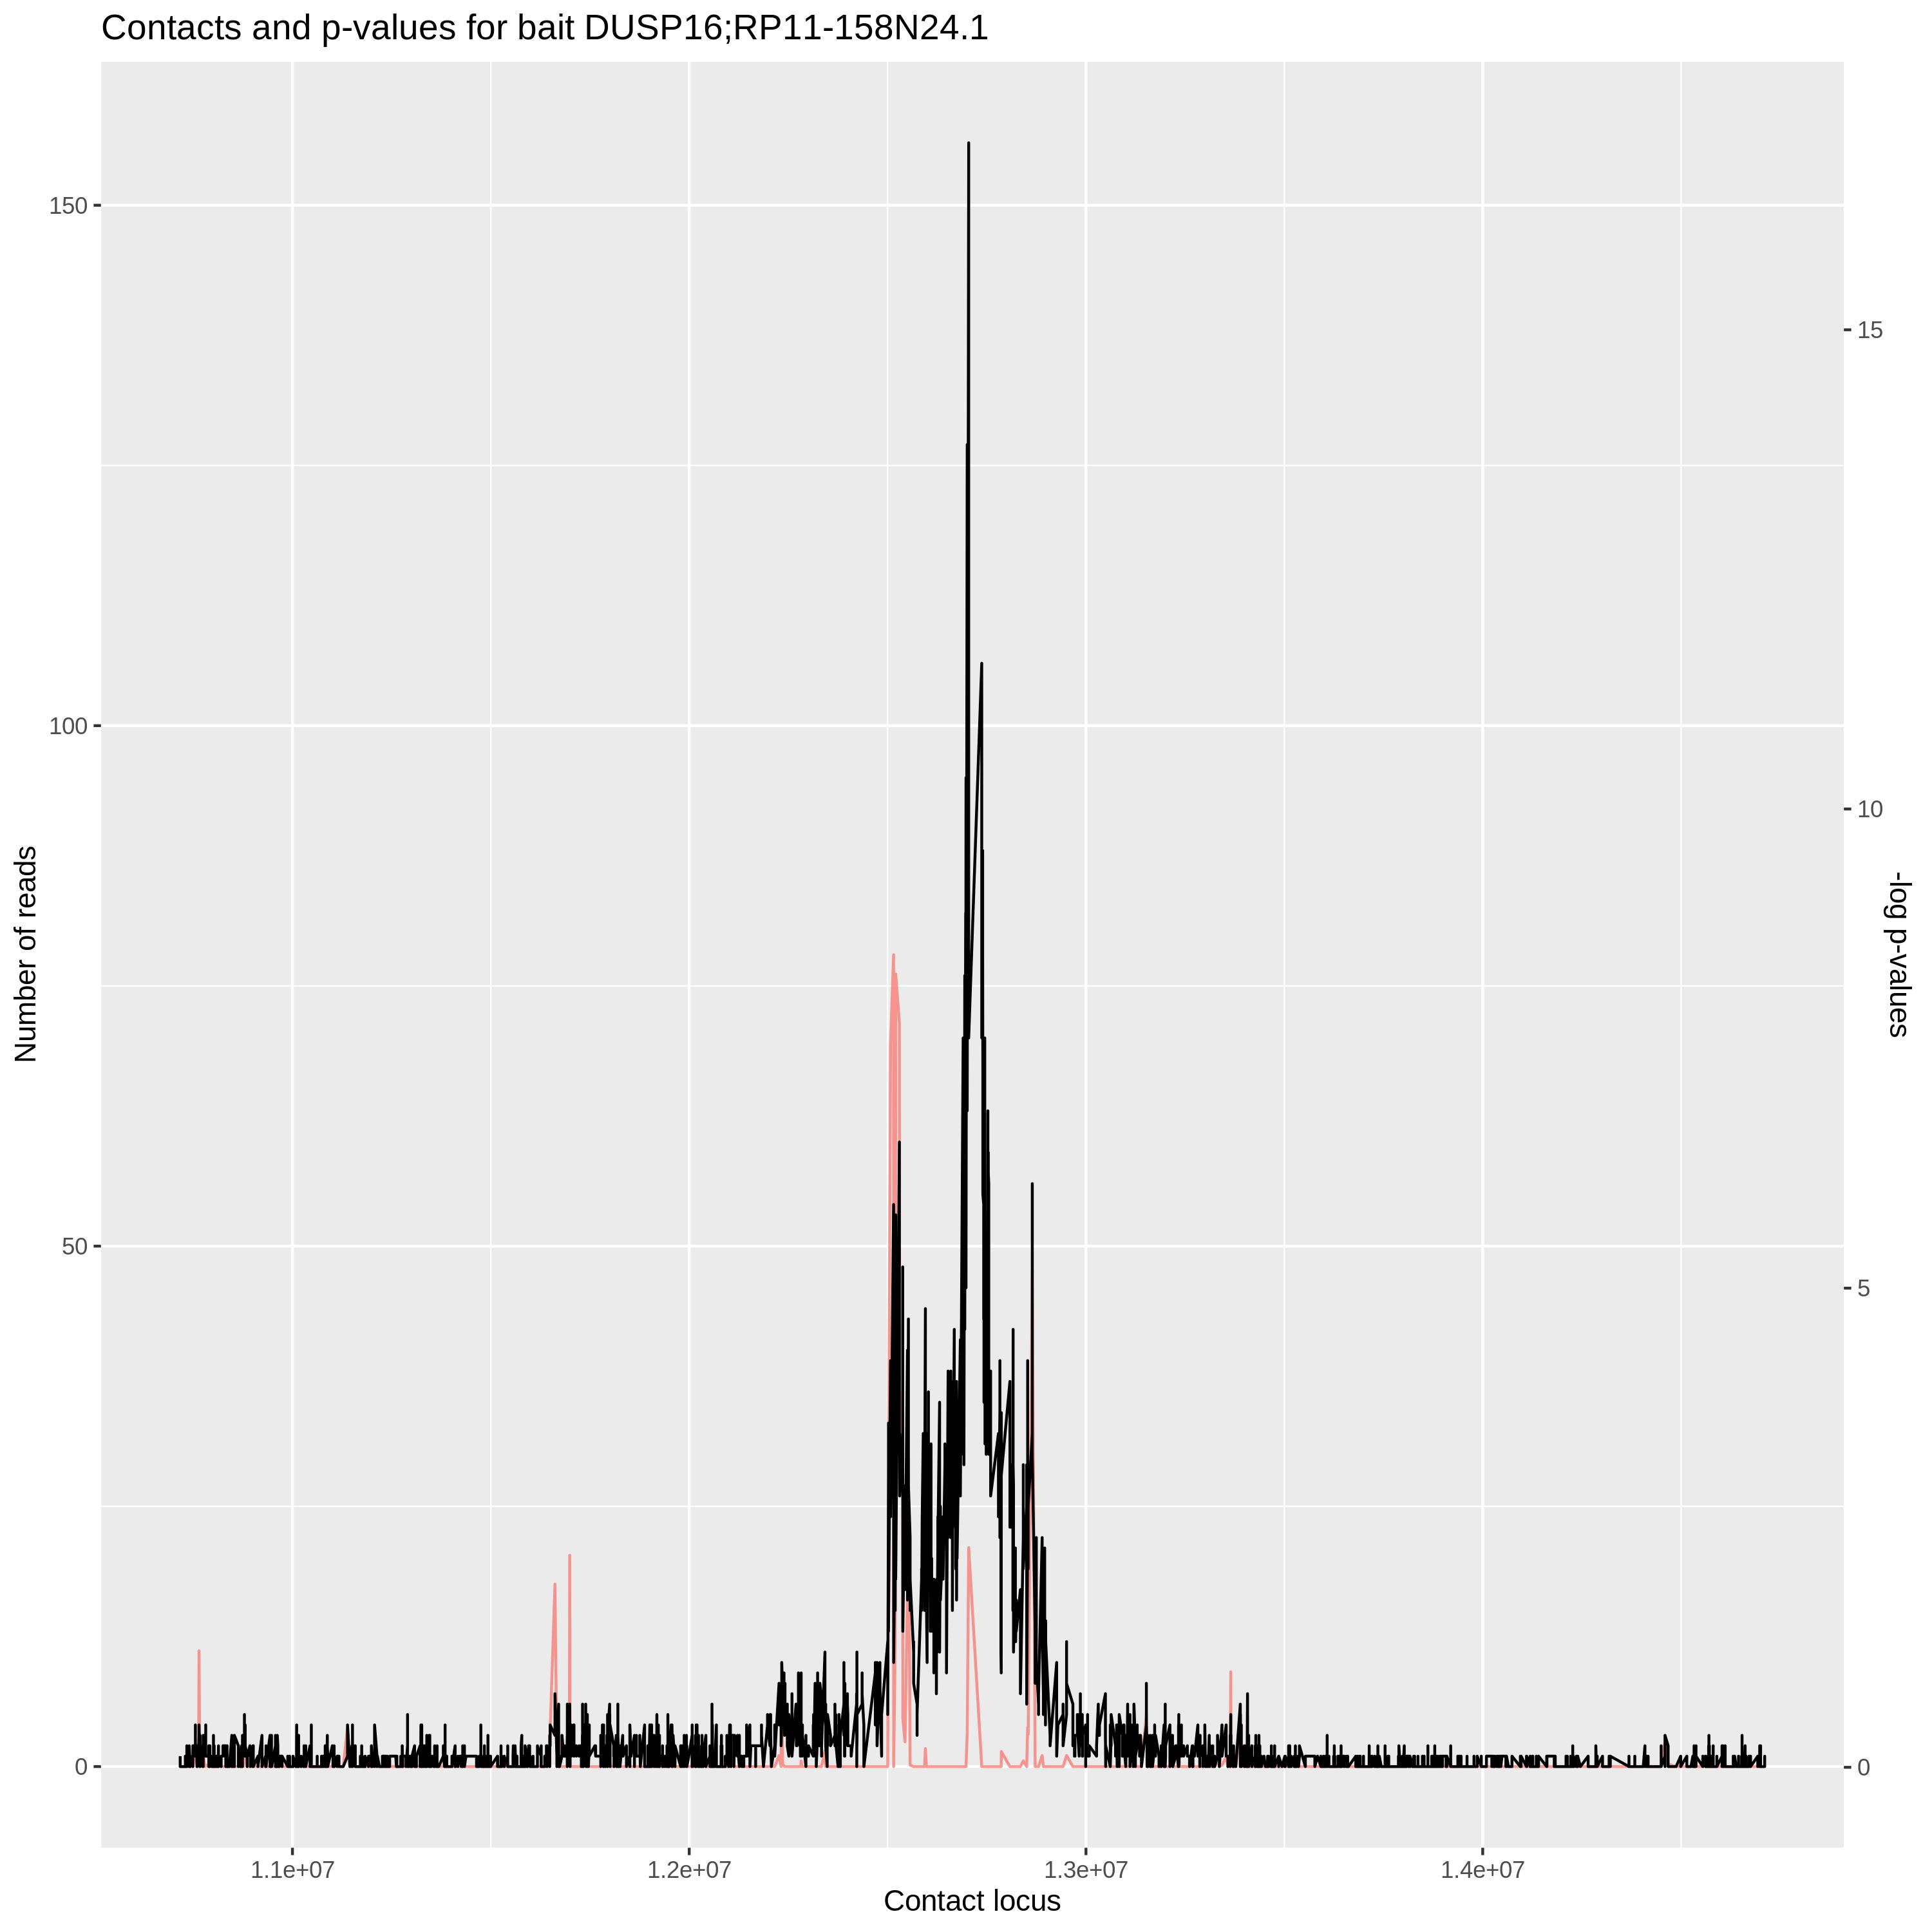 Contacts and p-values for bait DUSP16;RP11-158N24.1
150
100
50
0
Number of reads
15
10
5
0
-log p-values
1.1e+07 1.2e+07 1.3e+07 1.4e+07
Contact locus